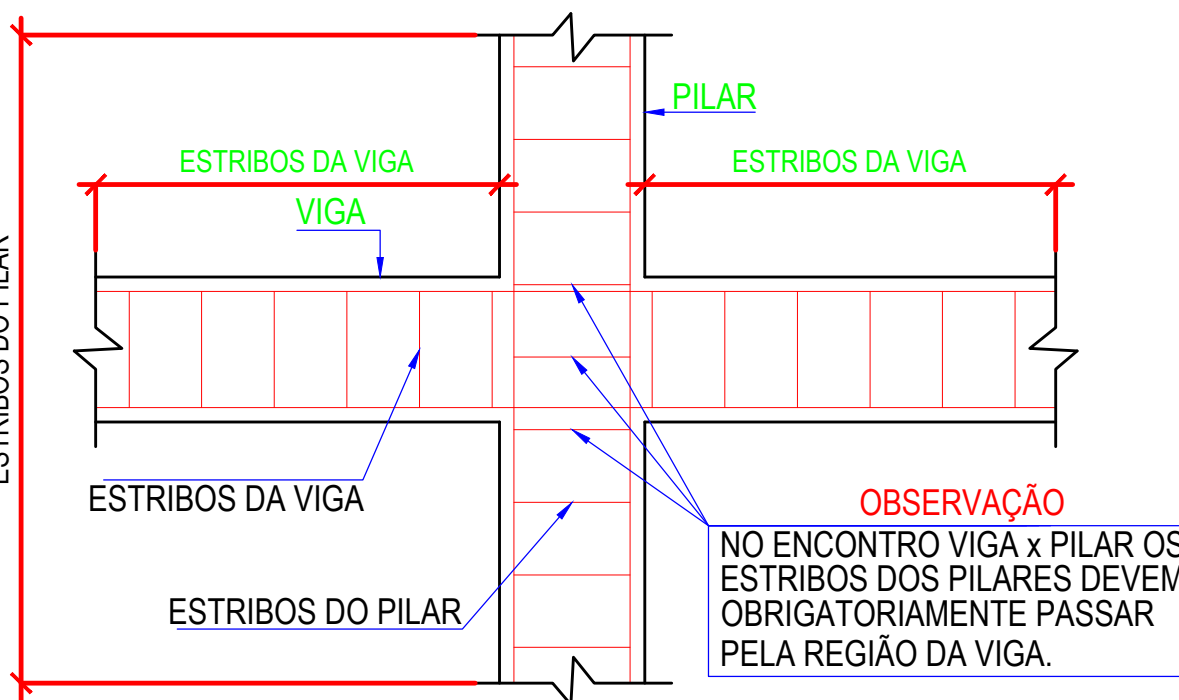 PILAR
ESTRIBOS DA VIGA
ESTRIBOS DA VIGA
VIGA
ESTRIBOS DO PILAR
ESTRIBOS DA VIGA
OBSERVAÇÃO
NO ENCONTRO VIGA x PILAR OS
ESTRIBOS DOS PILARES DEVEM
OBRIGATORIAMENTE PASSAR
PELA REGIÃO DA VIGA.
ESTRIBOS DO PILAR